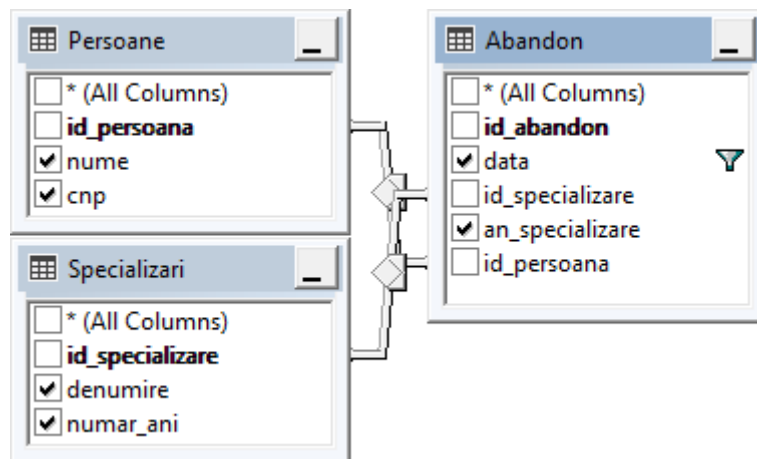 Persoane
* (All Columns)
id_persoana
nume
cnp
Specializari
* (All Columns)
id_specializare
denumire
numar_ani
Abandon
* (All Columns)
id_abandon
data
id_specializare
an_specializare
id_persoana